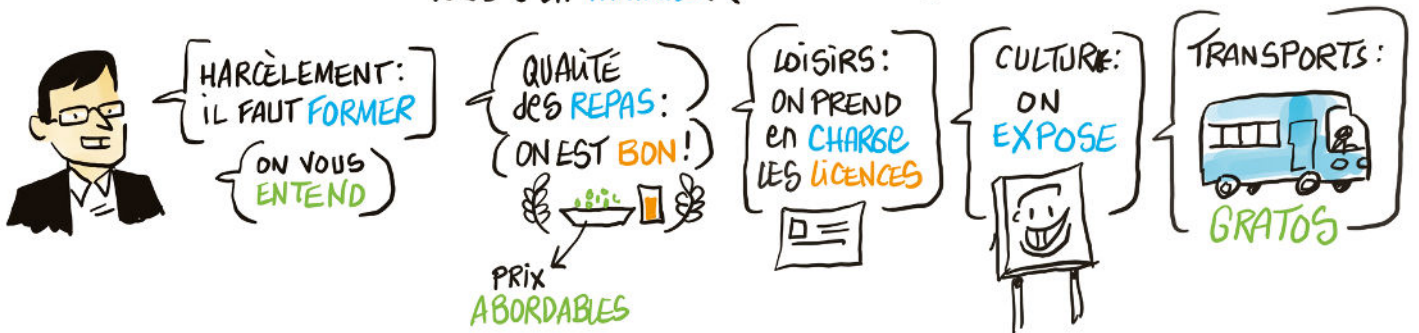 HARCÈLEMENT:
IL FAUT FORMER
ON VOUS
ENTEND
QUALITÉ
des REPAS:
ON EST BON!
PRIX
ABORDABLES
LOISIRS:
ON PREND
en CHARGE
LES LICENCES
CULTURE:
ON
EXPOSE
TRANSPORTS:
GRATOS